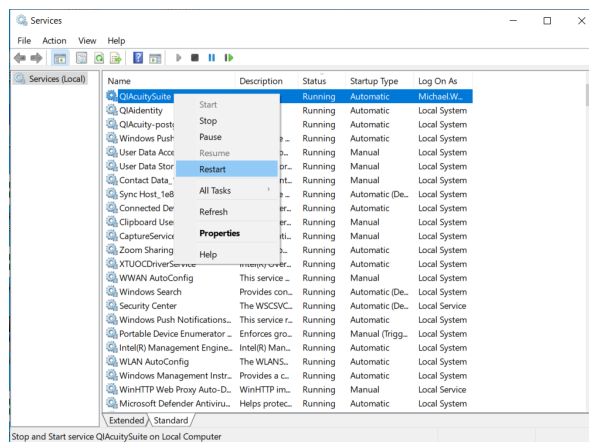 Services
File Action View Help
Services (Local)
Name Description Status Startup Type Log On As
QIAcuitySuite Running Automatic Michael.W...
QIAidentity Running Automatic Local System
QIAcuity-postg Running Automatic Local System
Windows Push e ... Running Automatic Local System
User Data Acce o... Running Manual Local System
User Data Stor r... Running Manual Local System
Contact Data_ nt... Running Manual Local System
Sync Host_1e8 e ... Running Automatic (De... Local System
Connected De er... Running Automatic Local System
Clipboard Use er... Running Manual Local System
CaptureService ti... Running Manual Local System
Zoom Sharing o... Running Automatic Local System
XTUOCDriverService Intel(R) Over... Running Automatic Local System
WWAN AutoConfig This service ... Running Manual Local System
Windows Search Provides con... Running Automatic (De... Local System
Security Center The WSCSVC... Running Automatic (De... Local Service
Windows Push Notifications... This service r... Running Automatic Local System
Portable Device Enumerator ... Enforces gro... Running Manual (Trigg... Local System
Intel(R) Management Engine... Intel(R) Man... Running Automatic Local System
WLAN AutoConfig The WLANS... Running Automatic Local System
Windows Management Instr... Provides a c... Running Automatic Local System
WinHTTP Web Proxy Auto-D... WinHTTP im... Running Manual Local Service
Microsoft Defender Antiviru... Helps protec... Running Automatic Local System
Start
Stop
Pause
Resume
Restart
All Tasks
Refresh
Properties
Help
Extended Standard
Stop and Start service QIAcuitySuite on Local Computer